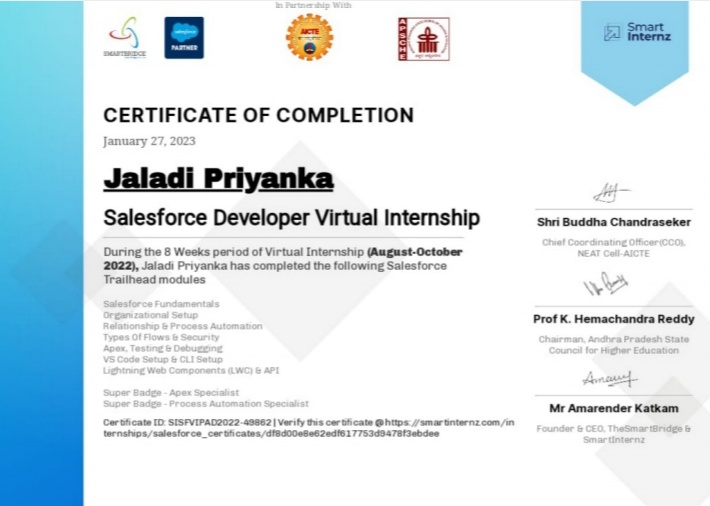 In Partnership With
SMARTBRIDGE
salesforce
PARTNER
AICTE
APSCHE
Smart
Internz
CERTIFICATE OF COMPLETION
January 27, 2023
Jaladi Priyanka
Salesforce Developer Virtual Internship
During the 8 Weeks period of Virtual Internship (August-October
2022), Jaladi Priyanka has completed the following Salesforce
Trailhead modules
Salesforce Fundamentals
Organizational Setup
Relationship & Process Automation
Types Of Flows & Security
Apex, Testing & Debugging
VS Code Setup & CLI Setup
Lightning Web Components (LWC) & API
Super Badge - Apex Specialist
Super Badge - Process Automation Specialist
Certificate ID: SISFVIPAD2022-49862 | Verify this certificate @ https://smartinternz.com/in
ternships/salesforce_certificates/df8d00e8e62edf617753d9478f3ebdee
Shri Buddha Chandraseker
Chief Coordinating Officer(CCO),
NEAT Cell-AICTE
Prof K. Hemachandra Reddy
Chairman, Andhra Pradesh State
Council for Higher Education
Mr Amarender Katkam
Founder & CEO, TheSmartBridge &
SmartInternz